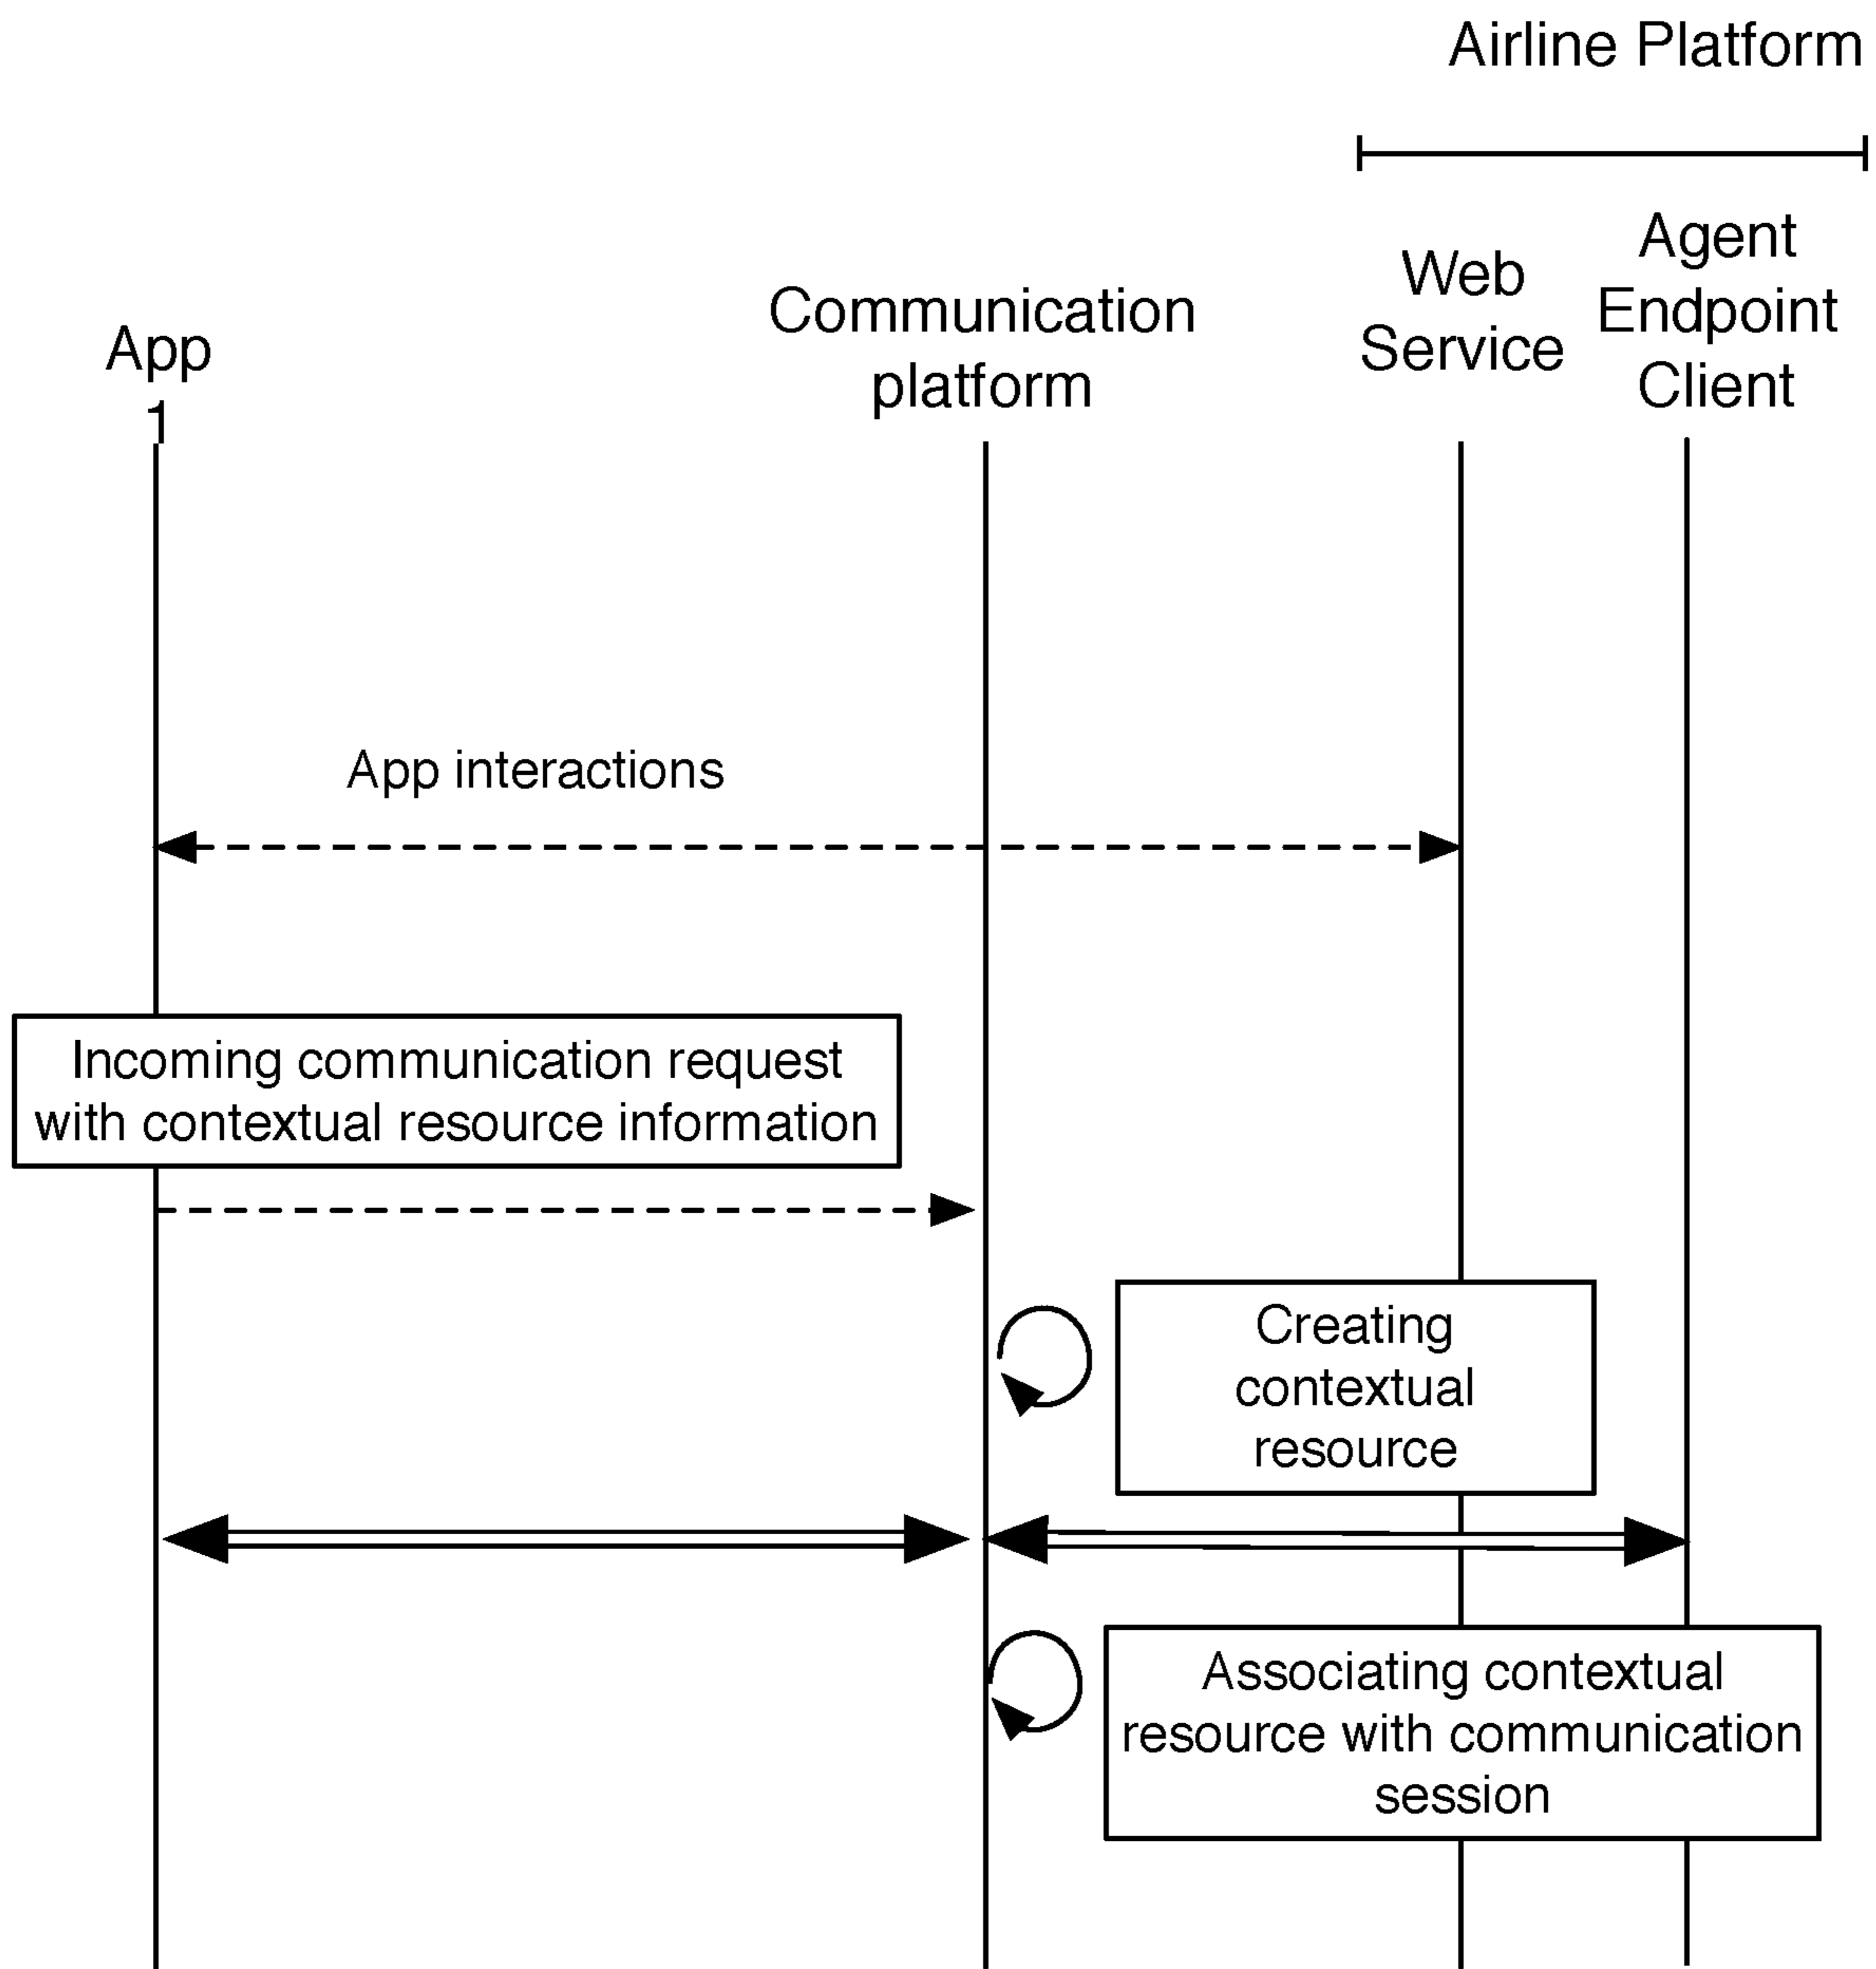 Airline Platform
App
1
Communication
platform
Web
Service
Agent
Endpoint
Client
App interactions
Incoming communication request
with contextual resource information
Creating
contextual
resource
Associating contextual
resource with communication
session